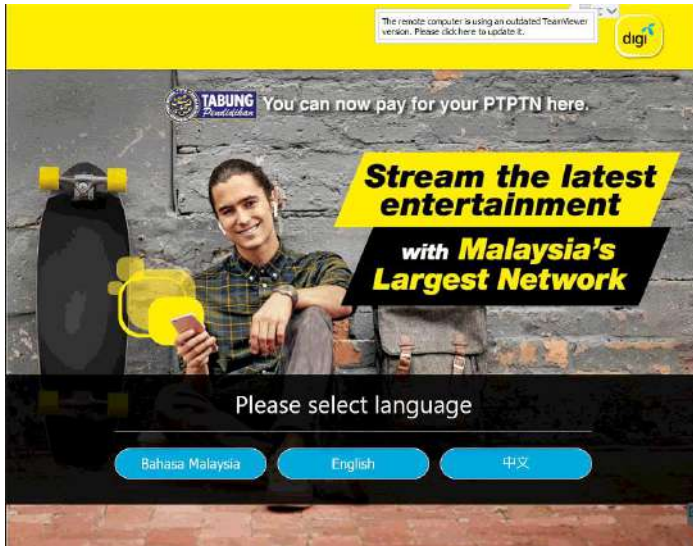 The remote computer is using an outdated TeamViewer
version. Please click here to update it.
digi
TABUNG
Pendidikan
You can now pay for your PTPTN here.
Stream the latest
entertainment
with Malaysia's
Largest Network
Please select language
Bahasa Malaysia
English
中文